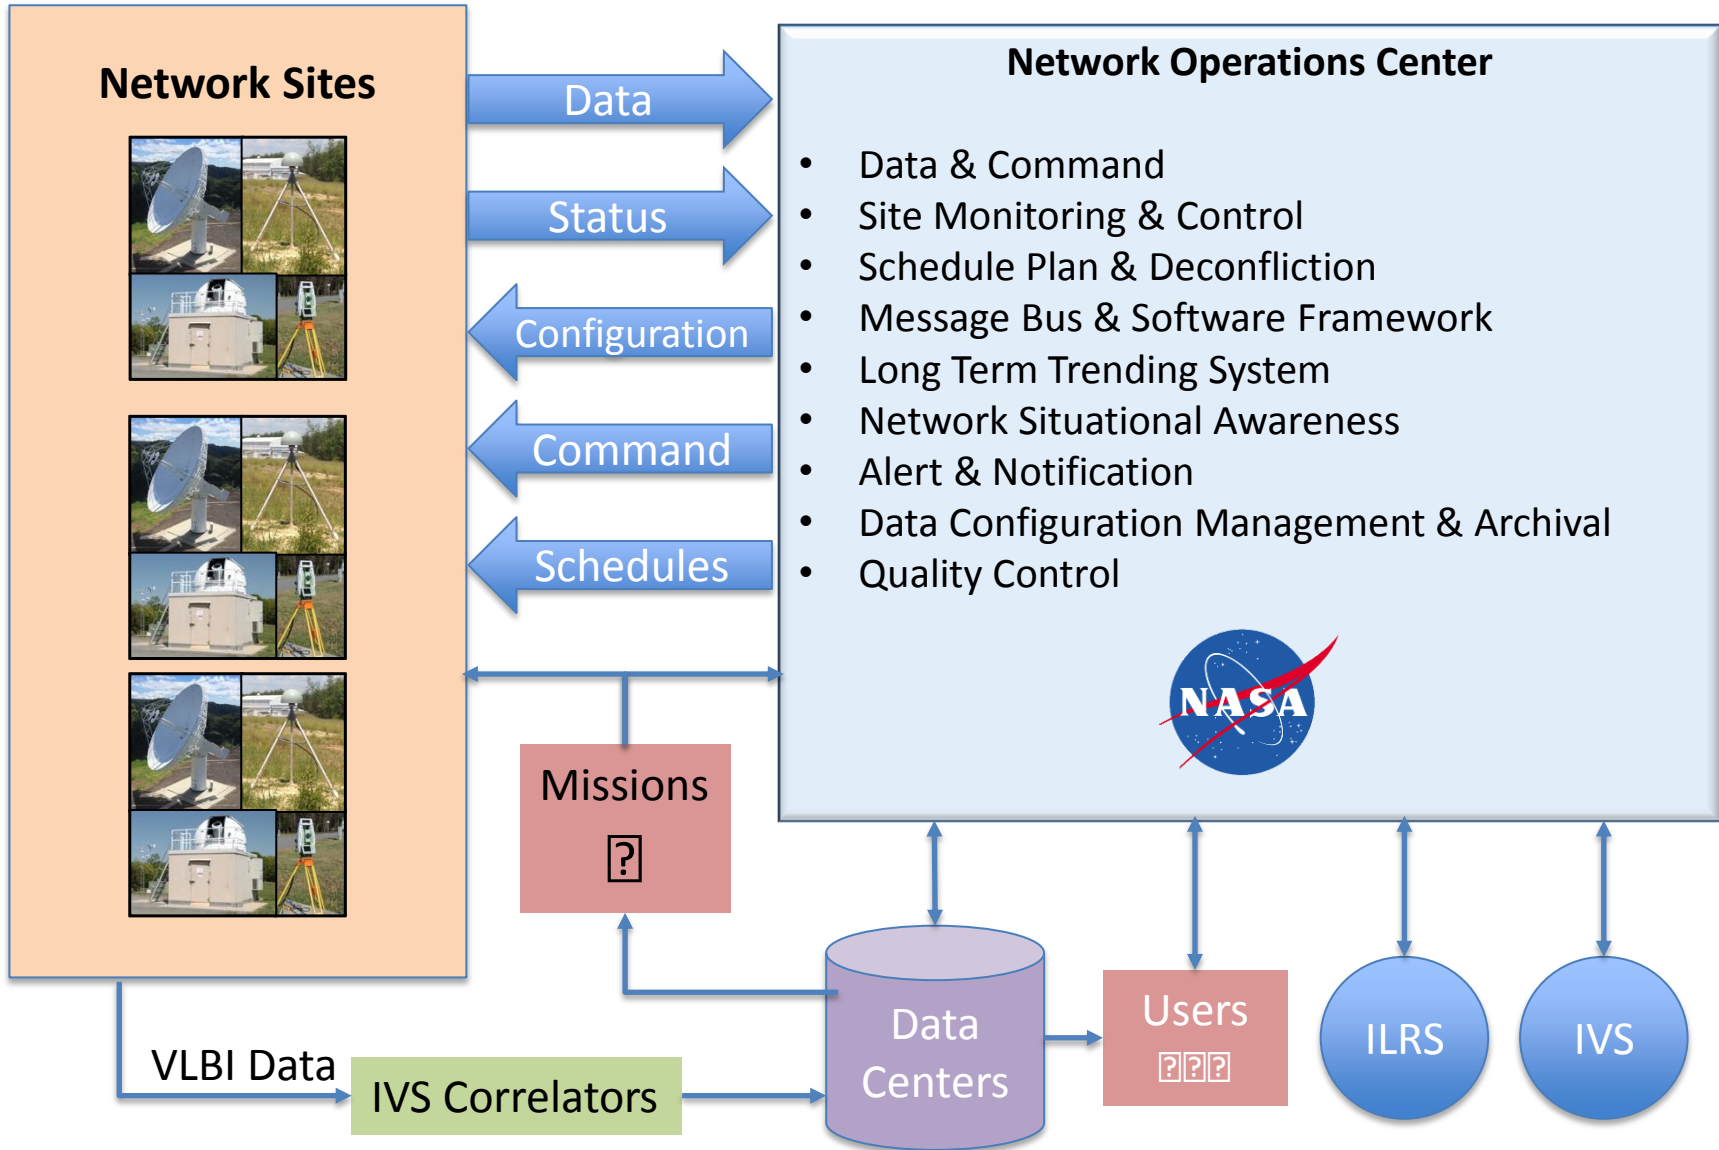 Network Sites
Data
Status
Configuration
Command
Schedules
Network Operations Center
• Data & Command
• Site Monitoring & Control
• Schedule Plan & Deconfliction
• Message Bus & Software Framework
• Long Term Trending System
• Network Situational Awareness
• Alert & Notification
• Data Configuration Management & Archival
• Quality Control
NASA
Missions
?
VLBI Data
IVS Correlators
Data
Centers
Users
???
ILRS
IVS